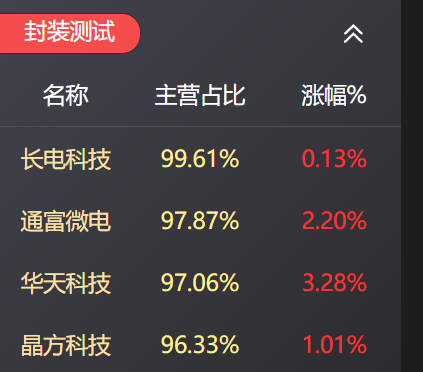 封装测试
名称 主营占比 涨幅%
长电科技 99.61% 0.13%
通富微电 97.87% 2.20%
华天科技 97.06% 3.28%
晶方科技 96.33% 1.01%